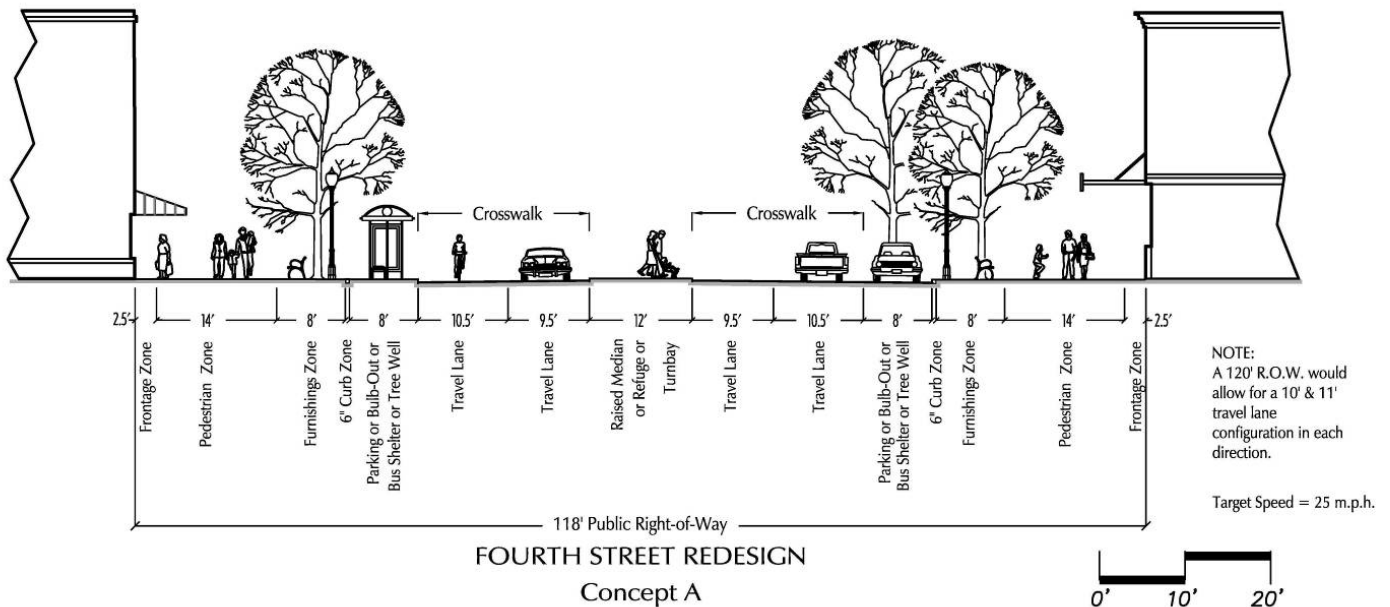 Crosswalk
Crosswalk
2.5'
14'
8'
8'
10.5'
9.5'
12'
9.5'
10.5'
8'
8'
14'
2.5'
Frontage Zone
Pedestrian Zone
Furnishings Zone
6" Curb Zone
Parking or Bulb-Out or
Bus Shelter or Tree Well
Travel Lane
Travel Lane
Raised Median
or Refuge or
Turnbay
Travel Lane
Travel Lane
Parking or Bulb-Out or
Bus Shelter or Tree Well
6" Curb Zone
Furnishings Zone
Pedestrian Zone
Frontage Zone
NOTE:
A 120' R.O.W. would
allow for a 10' & 11'
travel lane
configuration in each
direction.
Target Speed = 25 m.p.h.
118' Public Right-of-Way
FOURTH STREET REDESIGN
Concept A
0' 10' 20'